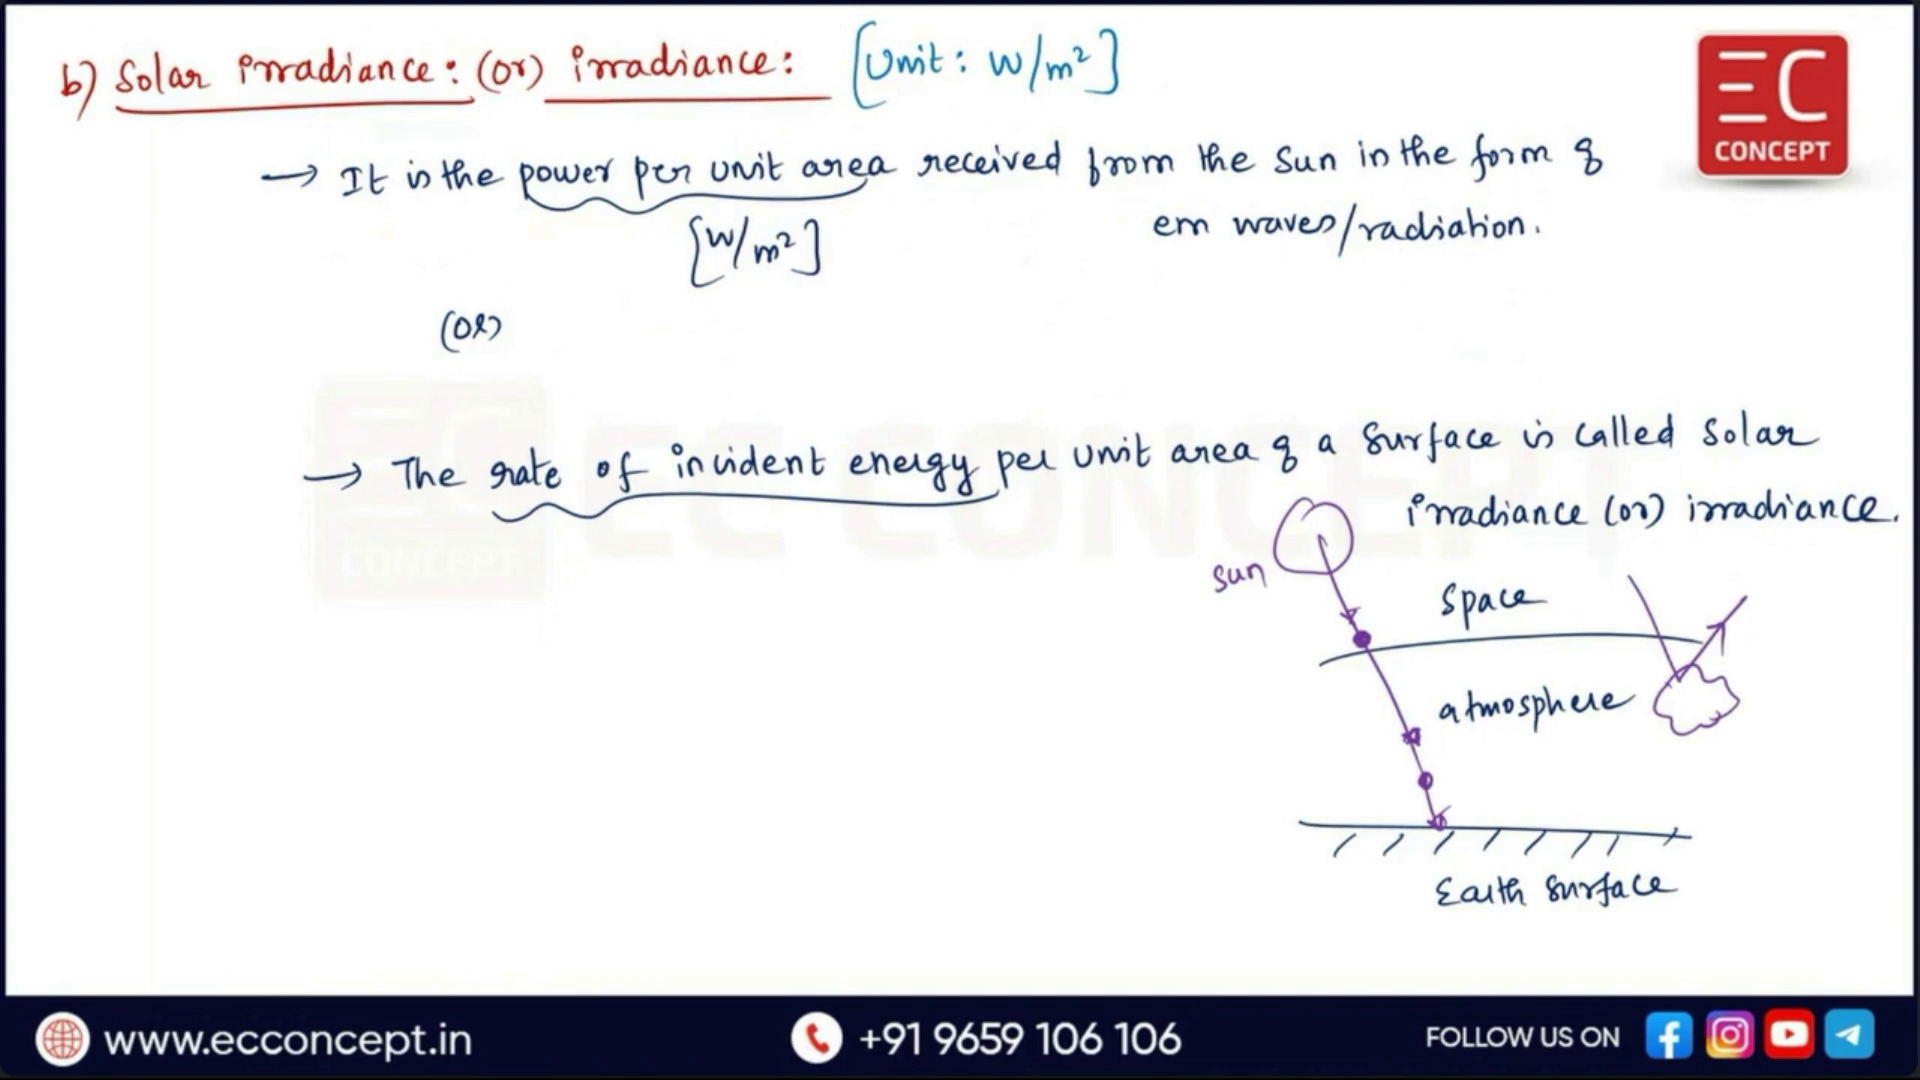 b) Solar irradiance: (or) irradiance: [Unit: W/m²]
→ It is the power per unit area received from the sun in the form of
em waves/radiation.
[W/m²]
(or)
→ The rate of incident energy per unit area of a surface is called solar
irradiance (or) irradiance.
sun
space
atmosphere
Earth surface
EC
CONCEPT
EC CONCEPT
CONCEPT
www.ecconcept.in
+91 9659 106 106
FOLLOW US ON